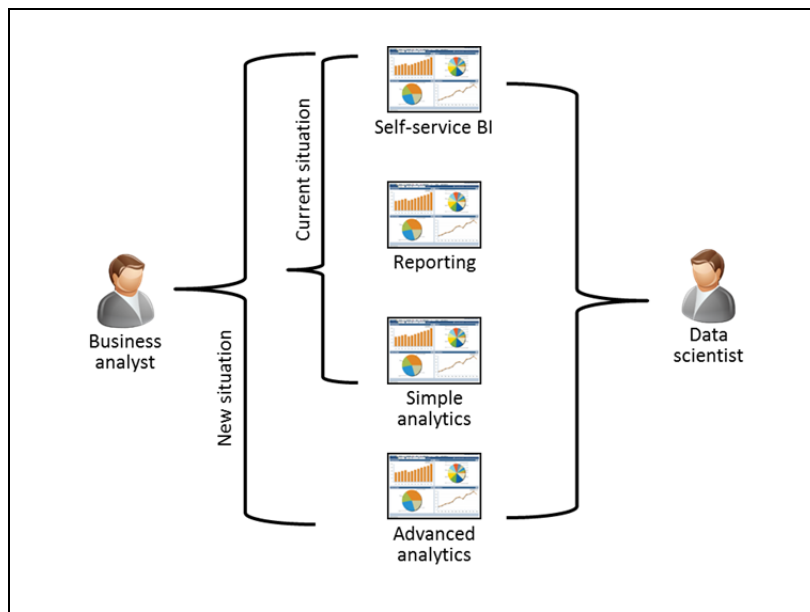 Self-service BI
Current situation
Reporting
Business
analyst
Data
scientist
New situation
Simple
analytics
Advanced
analytics